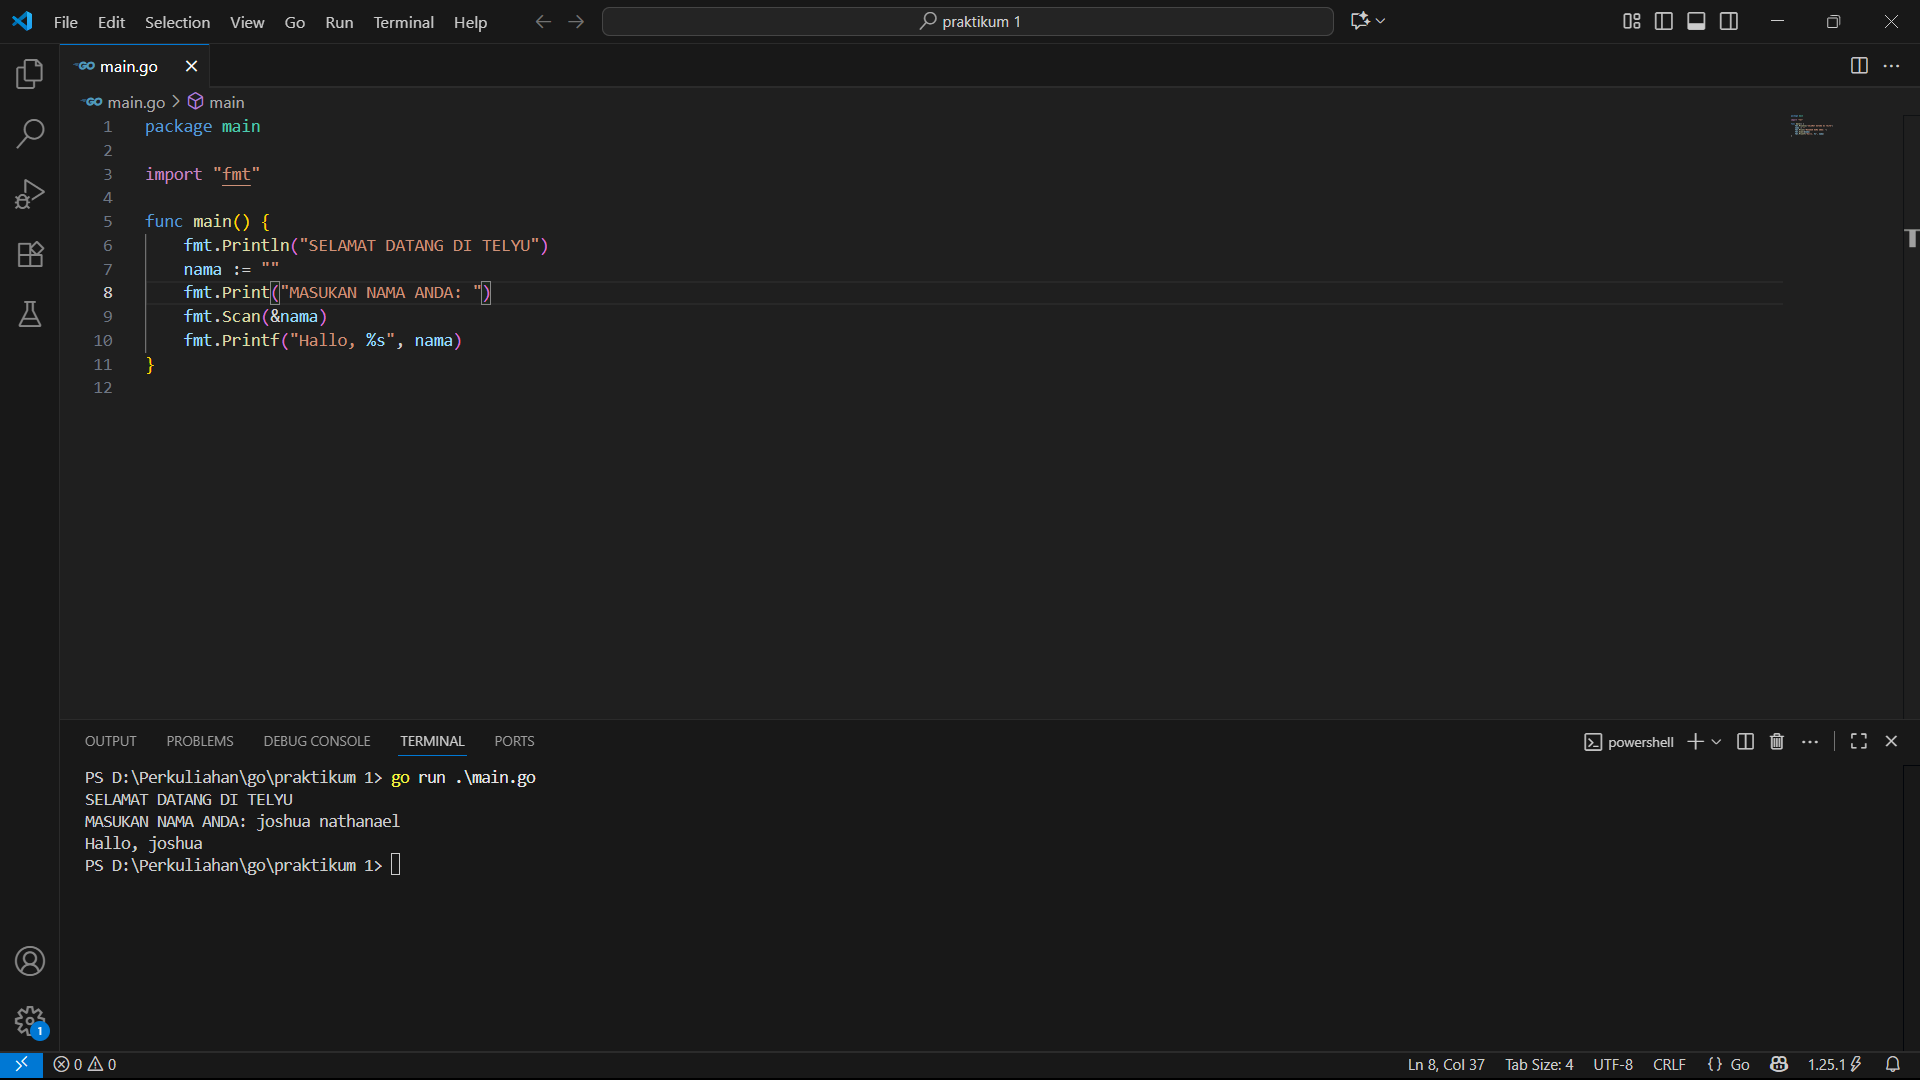 File Edit Selection View Go Run Terminal Help praktikum 1
GO main.go
GO main.go > main
1 package main
2
3 import "fmt"
4
5 func main() {
6 fmt.Println("SELAMAT DATANG DI TELYU")
7 nama := ""
8 fmt.Print("MASUKAN NAMA ANDA: ")
9 fmt.Scan(&nama)
10 fmt.Printf("Hallo, %s", nama)
11 }
12
OUTPUT PROBLEMS DEBUG CONSOLE TERMINAL PORTS powershell
PS D:\Perkuliahan\go\praktikum 1> go run .\main.go
SELAMAT DATANG DI TELYU
MASUKAN NAMA ANDA: joshua nathanael
Hallo, joshua
PS D:\Perkuliahan\go\praktikum 1>
1
0 0 Ln 8, Col 37 Tab Size: 4 UTF-8 CRLF {} Go 1.25.1